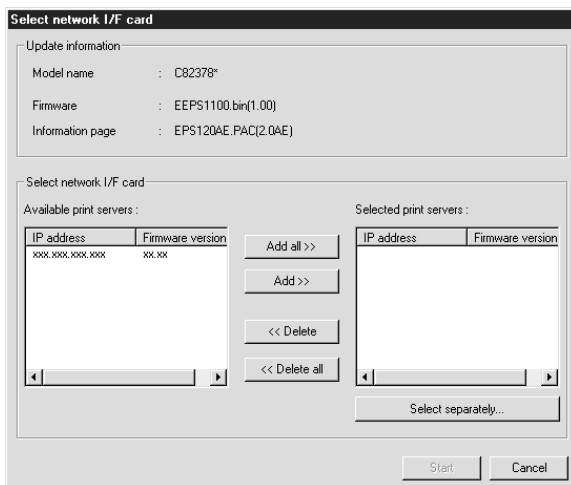 Select network I/F card
Update information
Model name : C82378*
Firmware : EEPS1100.bin(1.00)
Information page : EPS120AE.PAC(2.0AE)
Select network I/F card
Available print servers :
Selected print servers :
IP address Firmware version
IP address Firmware version
xxx.xxx.xxx.xxx xx.xx
Add all >>
Add >>
<< Delete
<< Delete all
Select separately...
Start Cancel